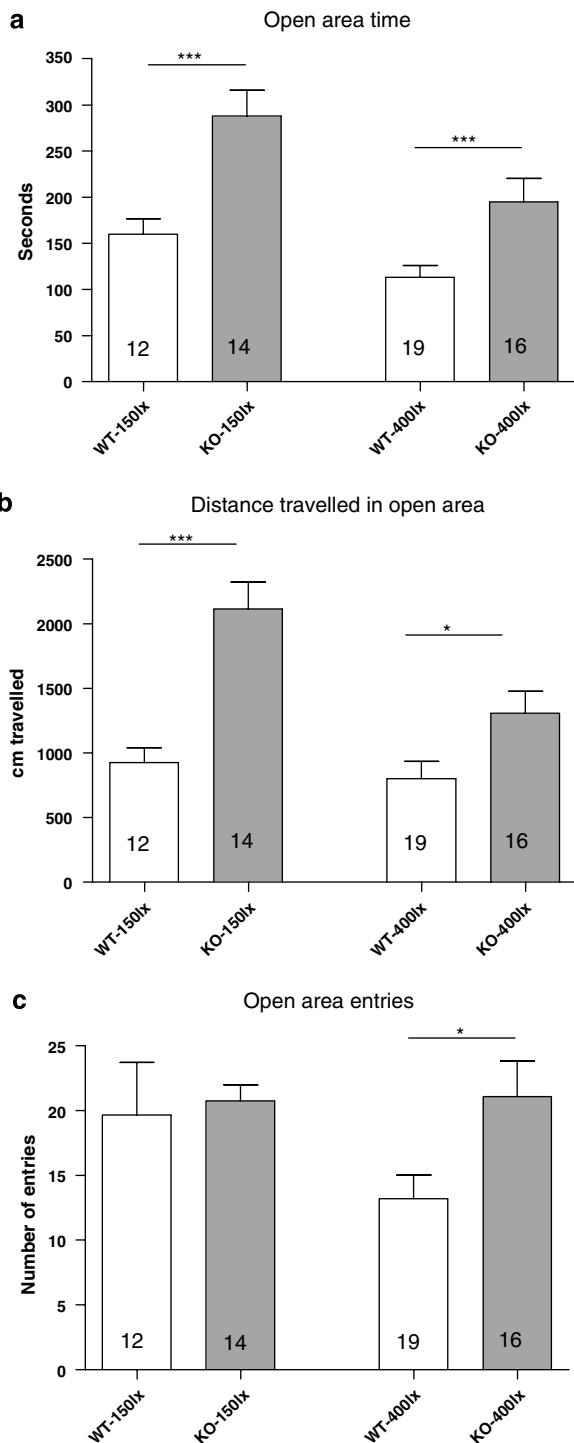 a
Open area time
***
***
350
300
250
200
150
100
50
0
Seconds
12
14
19
16
WT-150lx
KO-150lx
WT-400lx
KO-400lx
b
Distance travelled in open area
***
*
2500
2000
1500
1000
500
0
cm travelled
12
14
19
16
WT-150lx
KO-150lx
WT-400lx
KO-400lx
c
Open area entries
*
25
20
15
10
5
0
Number of entries
12
14
19
16
WT-150lx
KO-150lx
WT-400lx
KO-400lx